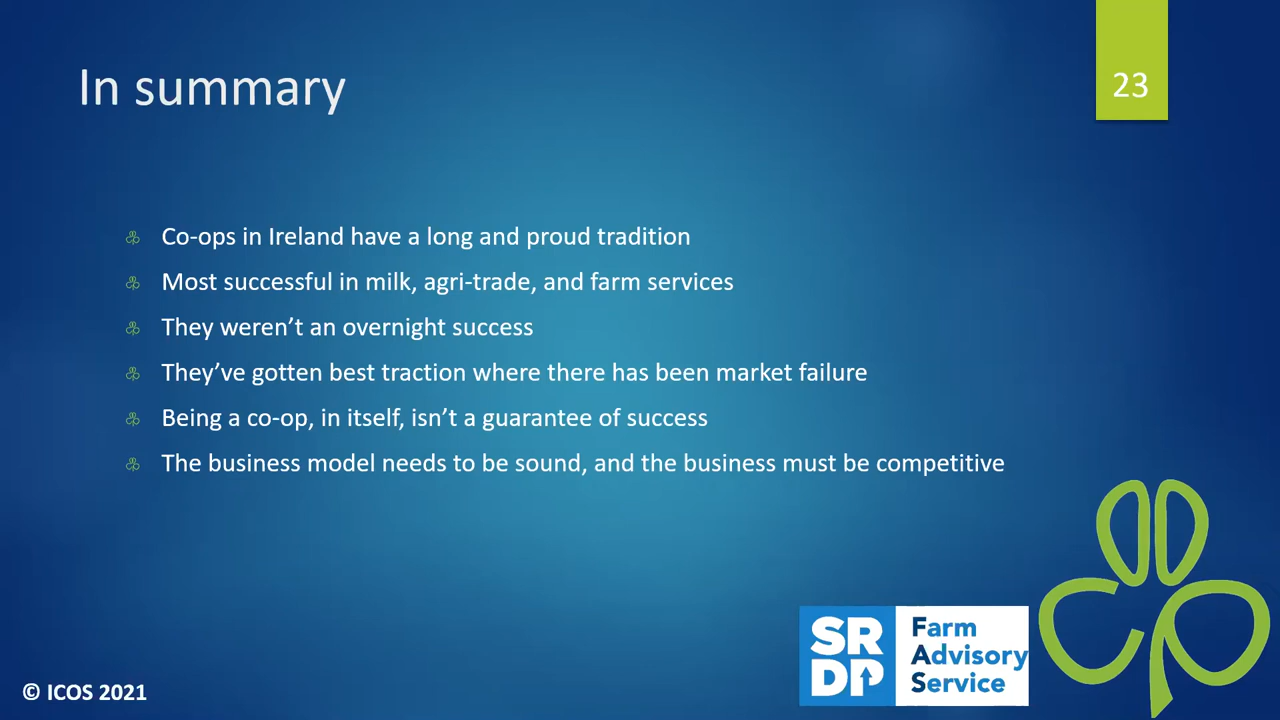 In summary
23
Co-ops in Ireland have a long and proud tradition
Most successful in milk, agri-trade, and farm services
They weren’t an overnight success
They’ve gotten best traction where there has been market failure
Being a co-op, in itself, isn’t a guarantee of success
The business model needs to be sound, and the business must be competitive
SR
DP
Farm
Advisory
Service
© ICOS 2021